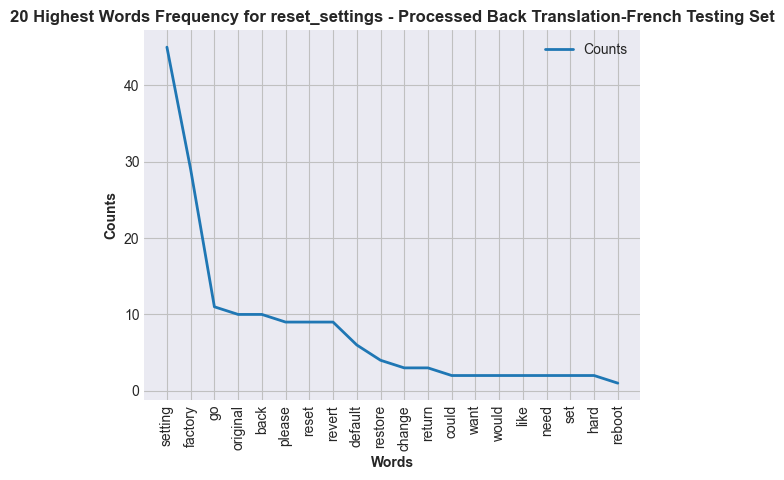 20 Highest Words Frequency for reset_settings - Processed Back Translation-French Testing Set
Counts
40
30
20
10
0
Counts
setting
factory
go
original
back
please
reset
revert
default
restore
change
return
could
want
would
like
need
set
hard
reboot
Words